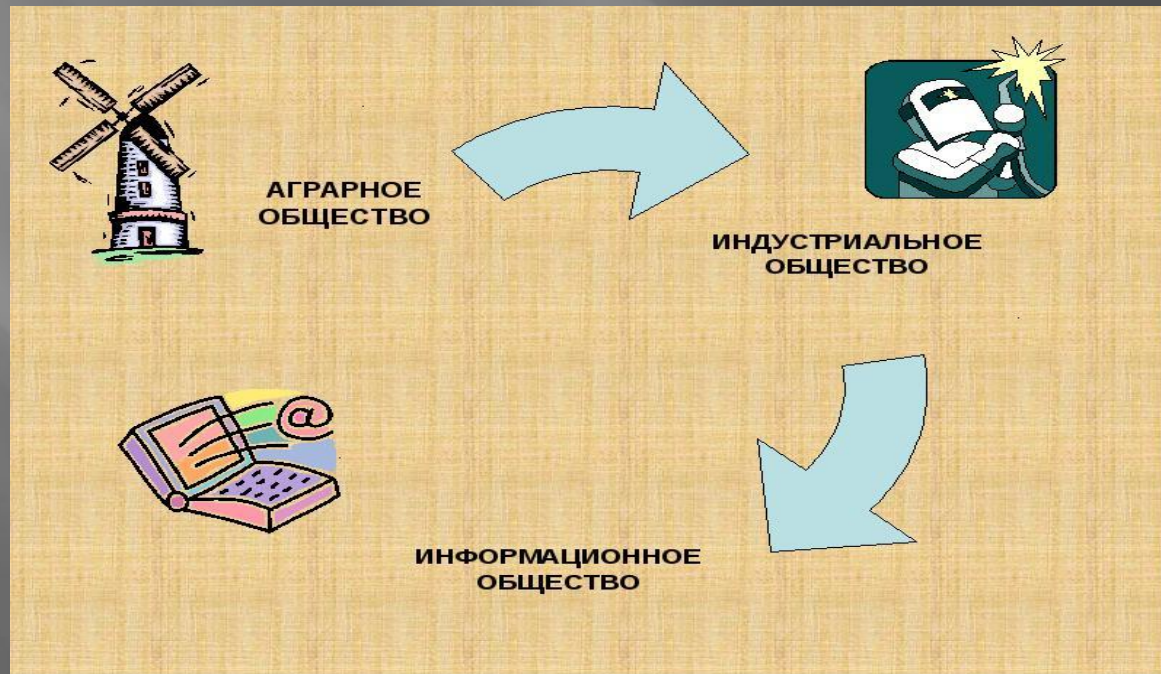 АГРАРНОЕ
ОБЩЕСТВО
ИНДУСТРИАЛЬНОЕ
ОБЩЕСТВО
@
ИНФОРМАЦИОННОЕ
ОБЩЕСТВО